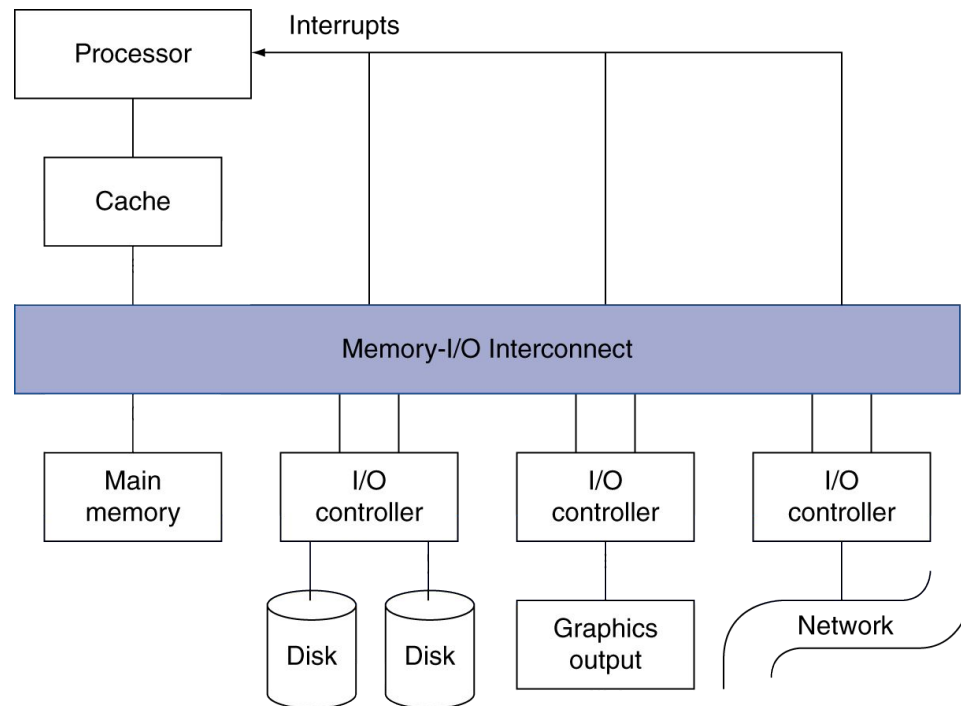 Interrupts
Processor
Cache
Memory-I/O Interconnect
Main
memory
I/O
controller
I/O
controller
I/O
controller
Disk
Disk
Graphics
output
Network